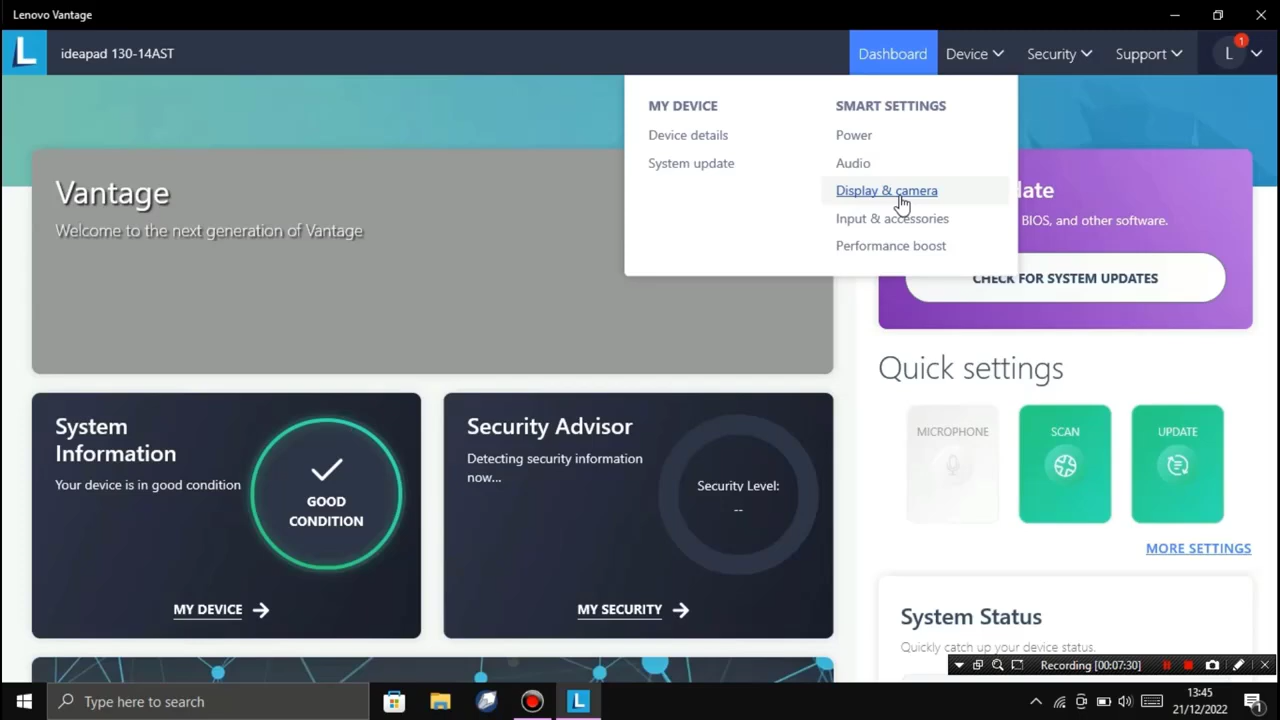 Lenovo Vantage
L
ideapad 130-14AST
Dashboard
Device
Security
Support
L
1
MY DEVICE
Device details
System update
SMART SETTINGS
Power
Audio
Display & camera
Input & accessories
Performance boost
Vantage
Welcome to the next generation of Vantage
BIOS, and other software.
CHECK FOR SYSTEM UPDATES
Quick settings
MICROPHONE
SCAN
UPDATE
MORE SETTINGS
System
Information
Your device is in good condition
GOOD
CONDITION
MY DEVICE
Security Advisor
Detecting security information
now...
Security Level:
--
MY SECURITY
System Status
Quickly catch up your device status.
Recording [00:07:30]
Type here to search
L
13:45
21/12/2022
1